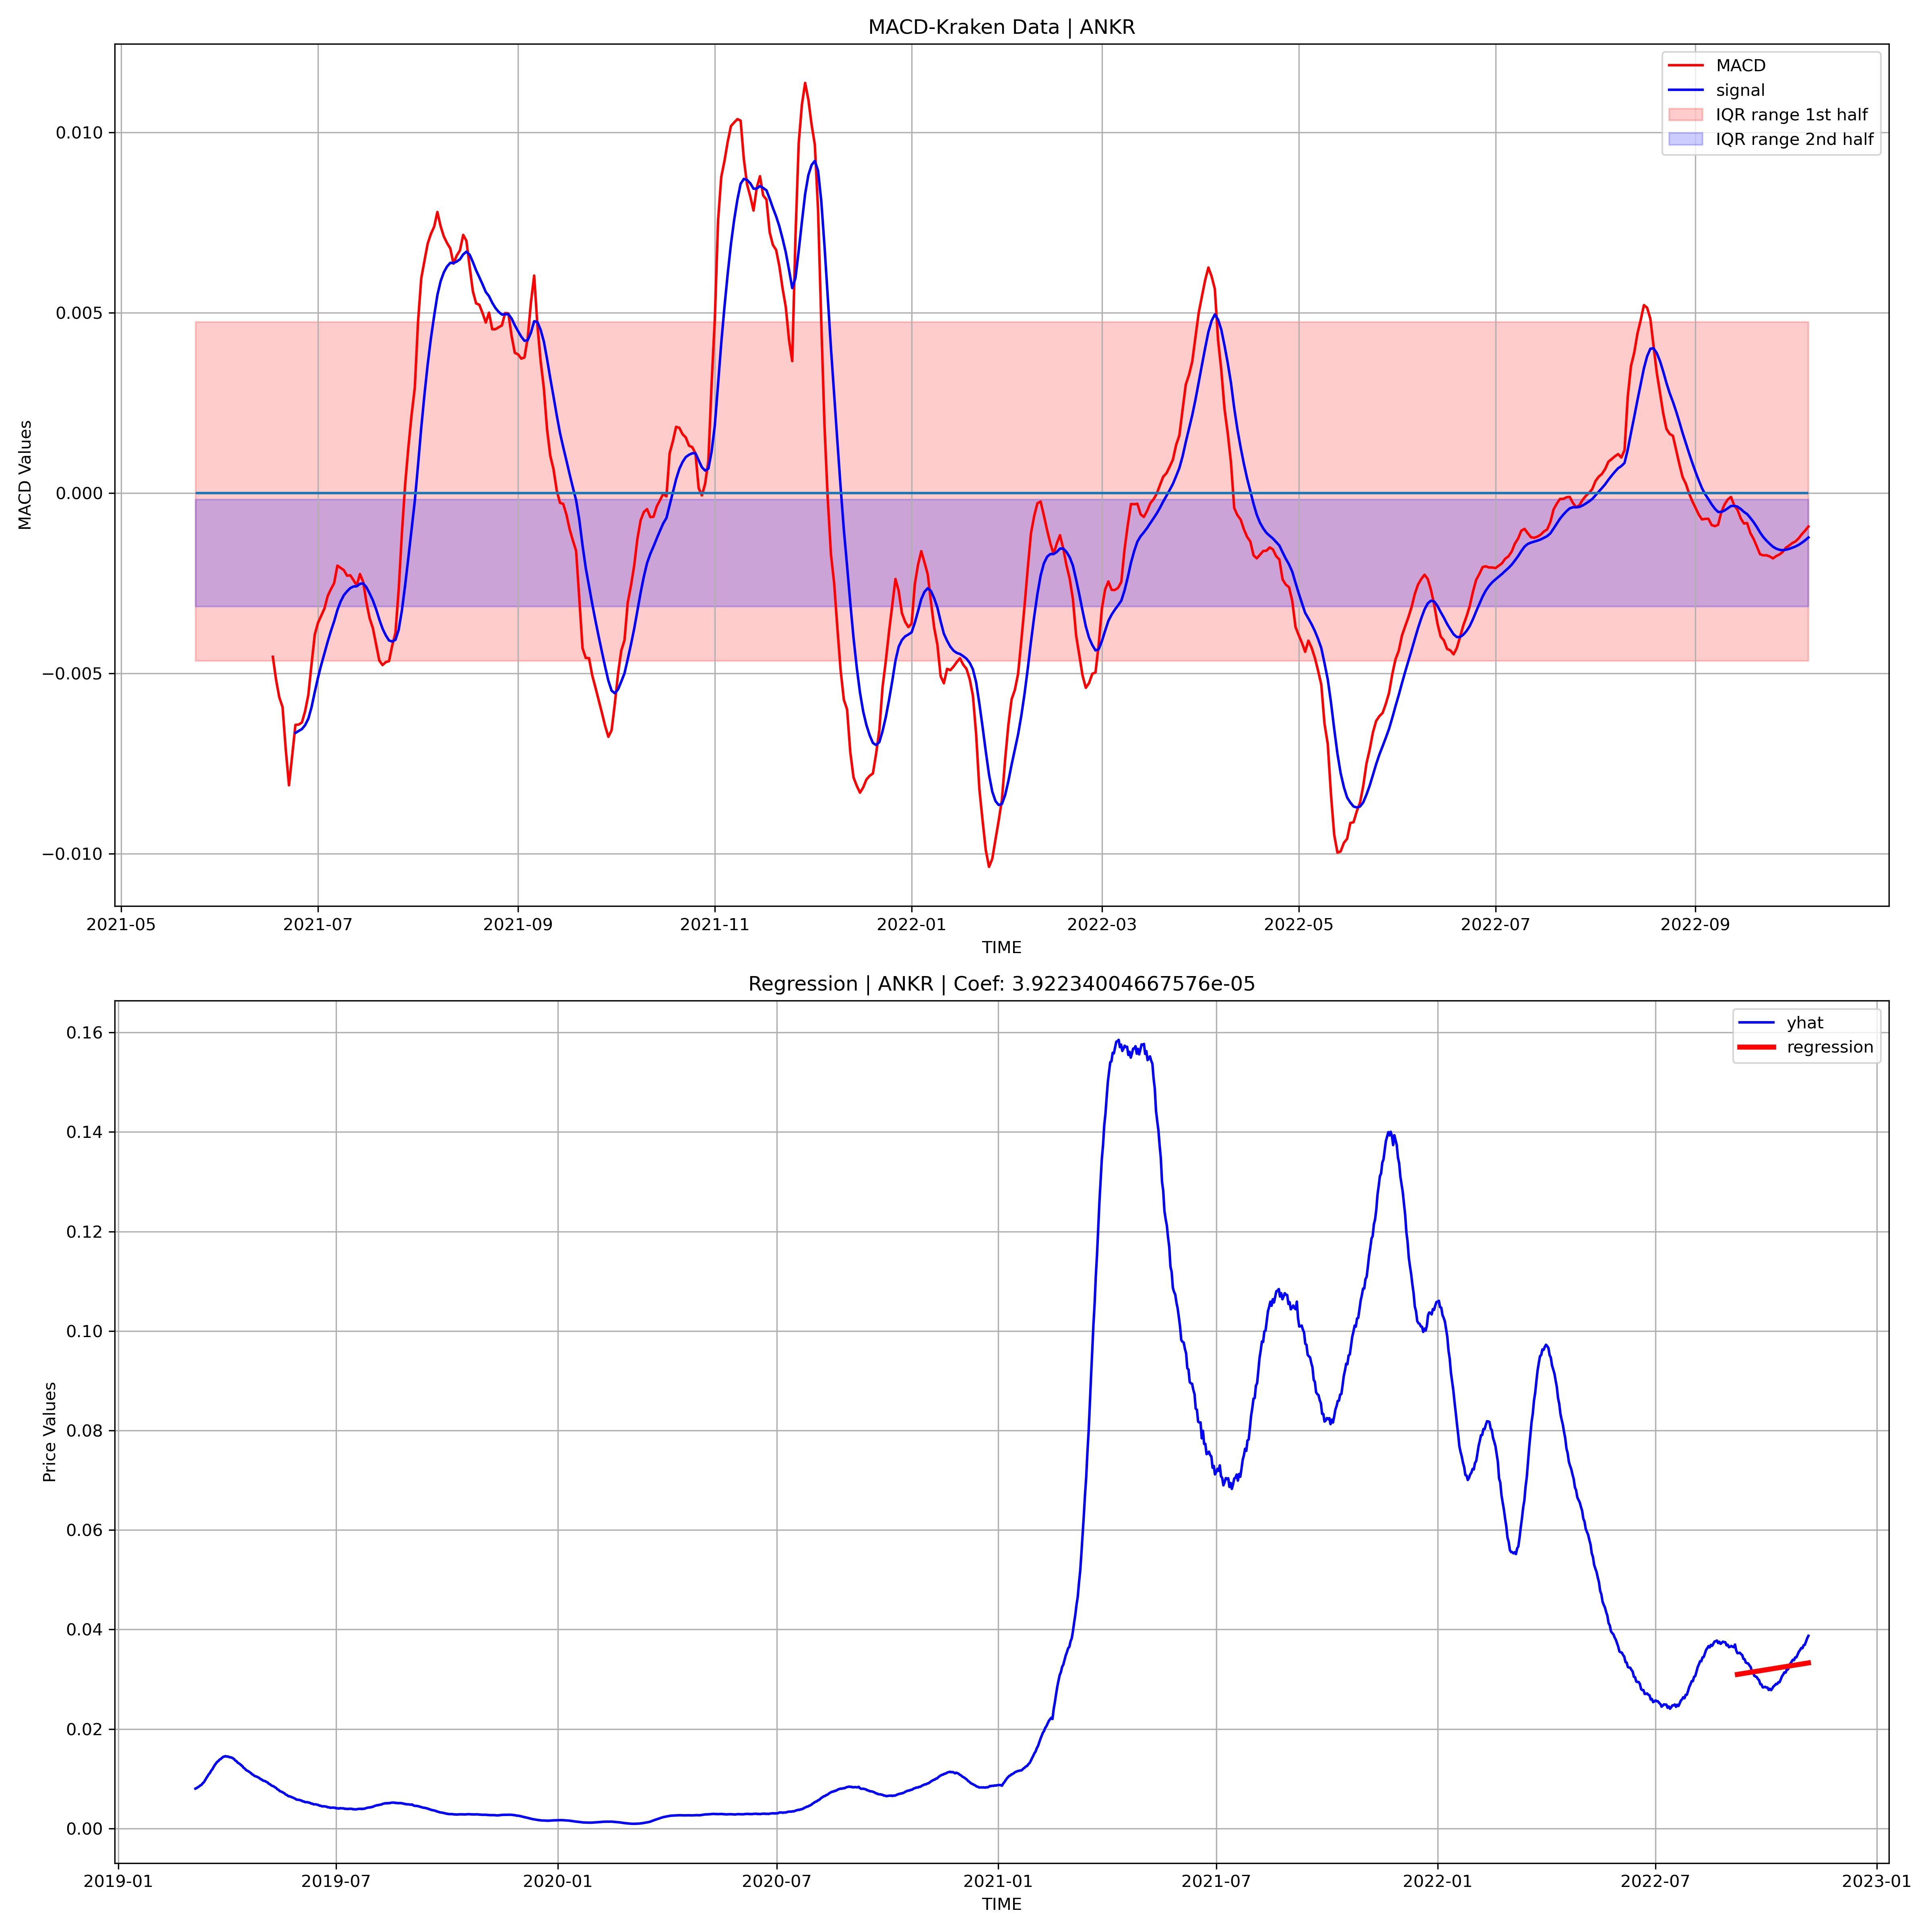 MACD-Kraken Data | ANKR
MACD
signal
IQR range 1st half
IQR range 2nd half
MACD Values
0.010
0.005
0.000
−0.005
−0.010
2021-05 2021-07 2021-09 2021-11 2022-01 2022-03 2022-05 2022-07 2022-09
TIME
Regression | ANKR | Coef: 3.92234004667576e-05
yhat
regression
Price Values
0.16
0.14
0.12
0.10
0.08
0.06
0.04
0.02
0.00
2019-01 2019-07 2020-01 2020-07 2021-01 2021-07 2022-01 2022-07 2023-01
TIME